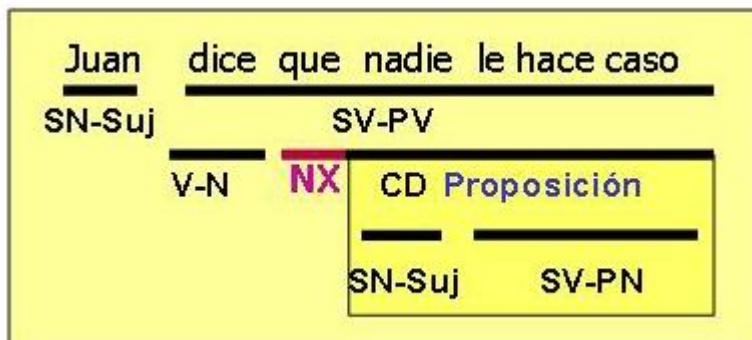 Juan dice que nadie le hace caso
SN-Suj SV-PV
V-N NX CD Proposición
SN-Suj SV-PN